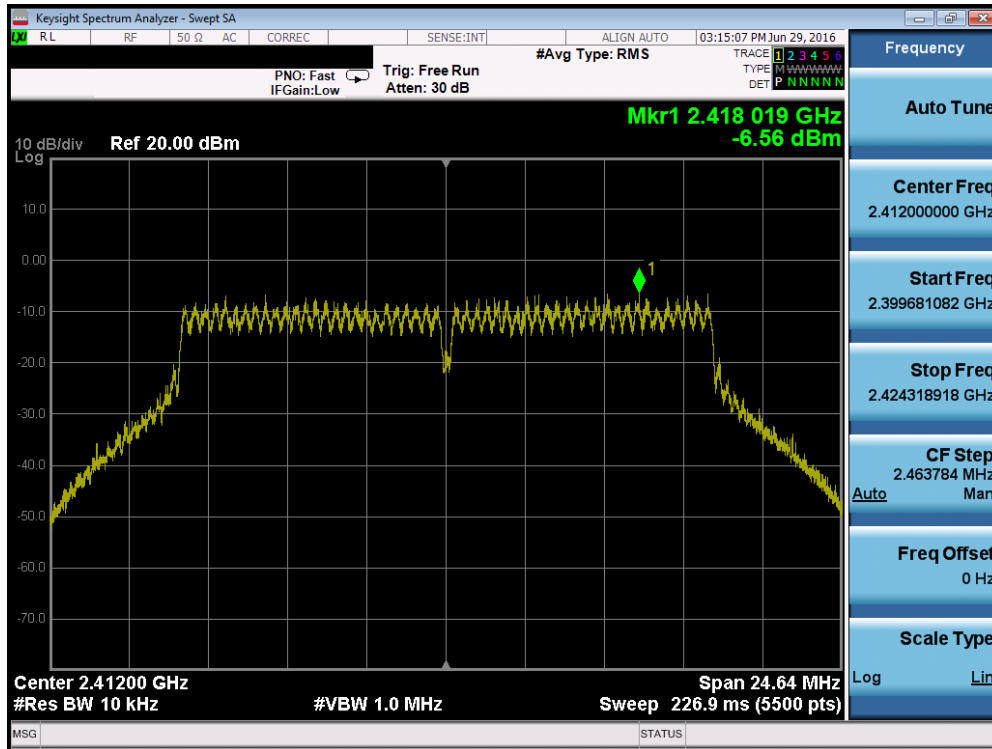 Keysight Spectrum Analyzer - Swept SA
LXI RL RF 50 Ω AC CORREC SENSE:INT ALIGN AUTO 03:15:07 PM Jun 29, 2016
#Avg Type: RMS TRACE 1 2 3 4 5 6
PNO: Fast Trig: Free Run TYPE M WWWWW
IFGain:Low Atten: 30 dB DET P N N N N N
Mkr1 2.418 019 GHz
-6.56 dBm
10 dB/div Ref 20.00 dBm
Log
10.0
0.00
1
-10.0
-20.0
-30.0
-40.0
-50.0
-60.0
-70.0
Center 2.41200 GHz Span 24.64 MHz
#Res BW 10 kHz #VBW 1.0 MHz Sweep 226.9 ms (5500 pts)
MSG STATUS
Frequency
Auto Tune
Center Freq
2.412000000 GHz
Start Freq
2.399681082 GHz
Stop Freq
2.424318918 GHz
CF Step
2.463784 MHz
Auto Man
Freq Offset
0 Hz
Scale Type
Log Lin